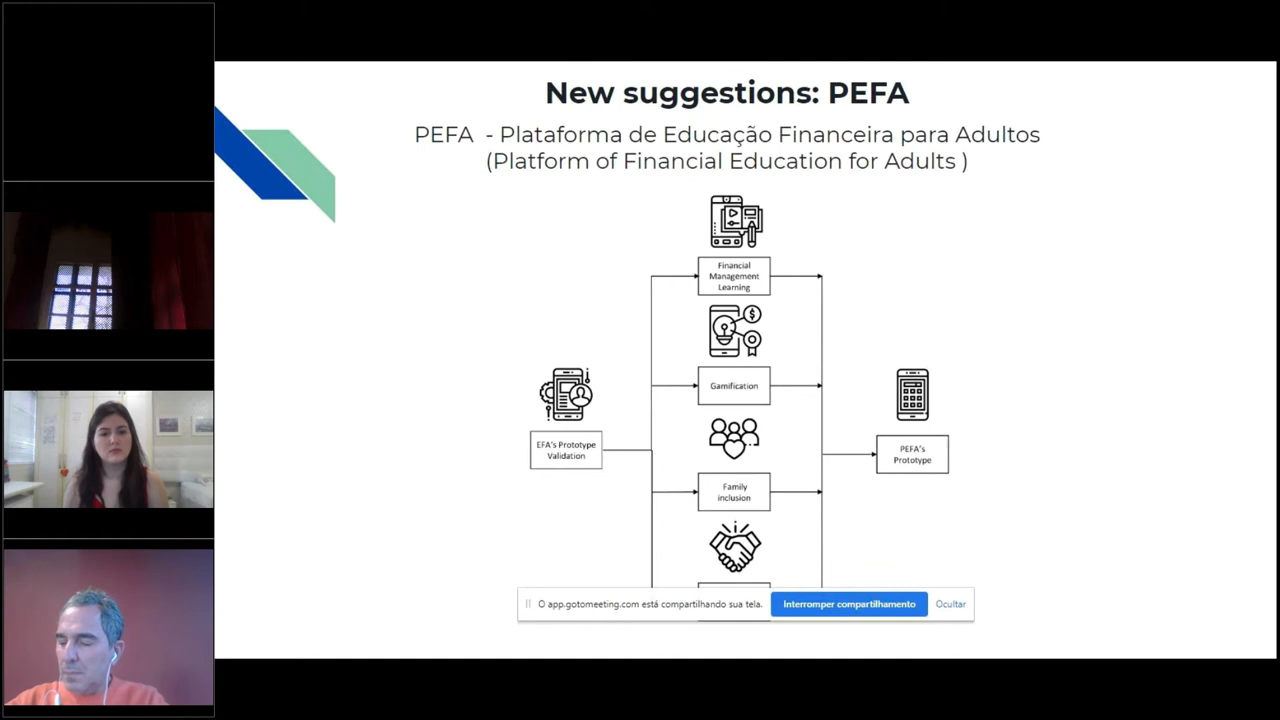 New suggestions: PEFA
PEFA - Plataforma de Educação Financeira para Adultos
(Platform of Financial Education for Adults )
Financial
Management
Learning
Gamification
EFA's Prototype
Validation
PEFA's
Prototype
Family
inclusion
O app.gotomeeting.com está compartilhando sua tela.
Interromper compartilhamento
Ocultar